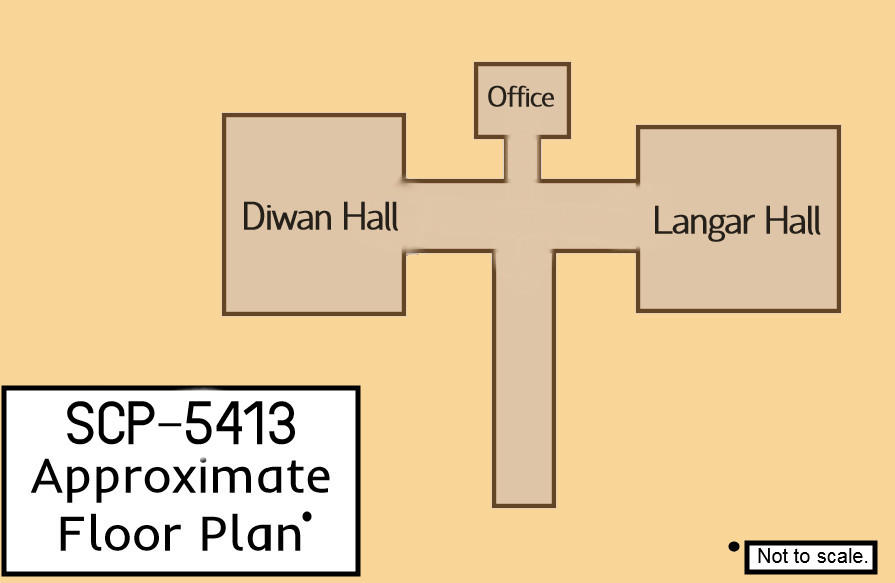 Office
Diwan Hall
Langar Hall
SCP-5413
Approximate
Floor Plan•
• Not to scale.